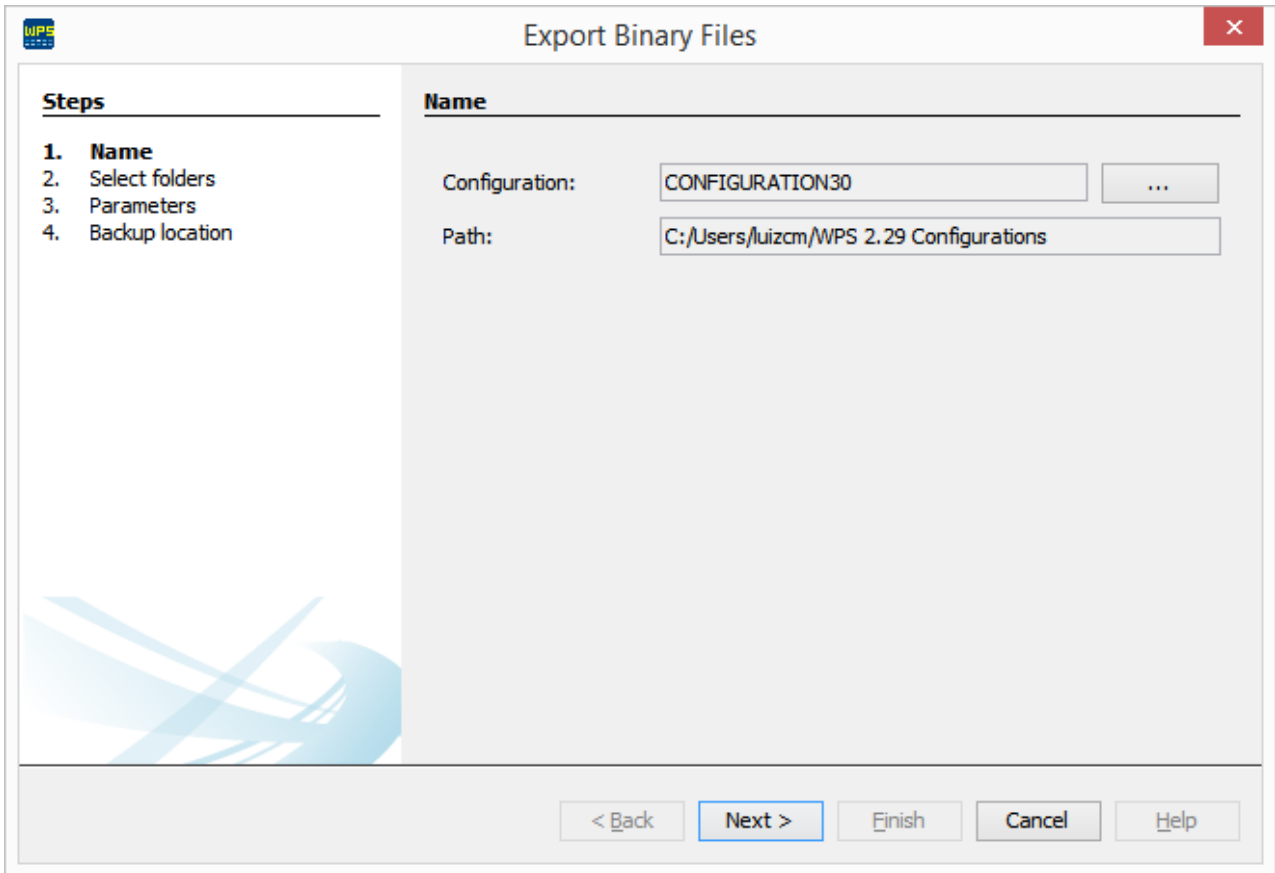 WPS
Export Binary Files
Steps
1. Name
2. Select folders
3. Parameters
4. Backup location
Name
Configuration: CONFIGURATION30 ...
Path: C:/Users/luizcm/WPS 2.29 Configurations
< Back Next > Finish Cancel Help